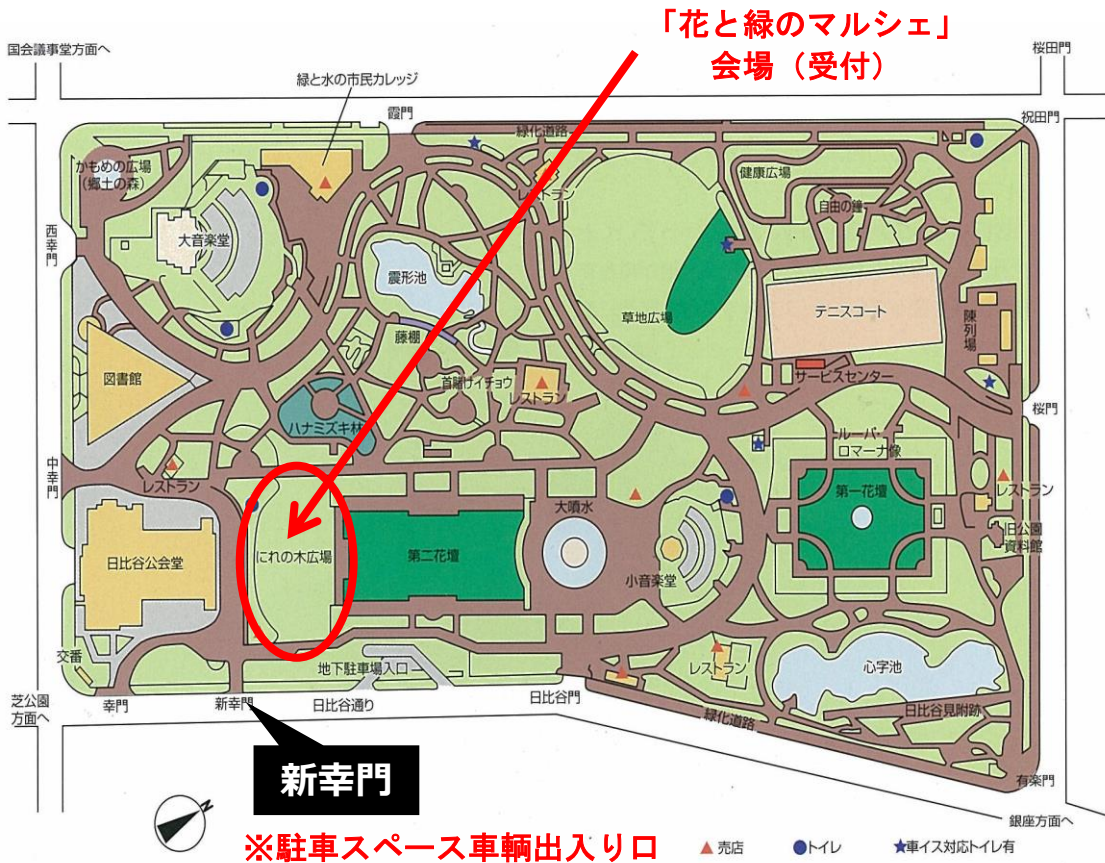 「花と緑のマルシェ」
会場（受付）
国会議事堂方面へ
桜田門
緑と水の市民カレッジ
霞門
祝田門
緑化道路
かもめの広場
（郷土の森）
健康広場
レストラン
自由の鐘
大音楽堂
西幸門
震形池
草地広場
テニスコート
陳列場
藤棚
図書館
首賭けイチョウ
レストラン
サービスセンター
桜門
ハナミズキ林
ルーパ・
ロマーナ像
中幸門
レストラン
第一花壇
レストラン
大噴水
旧公園
資料館
日比谷公会堂
にれの木広場
第二花壇
小音楽堂
交番
地下駐車場入口
レストラン
心字池
芝公園
方面へ
幸門
新幸門
日比谷通り
日比谷門
緑化道路
日比谷見附跡
有楽門
新幸門
N
銀座方面へ
※駐車スペース車輌出入り口
売店
トイレ
車イス対応トイレ有